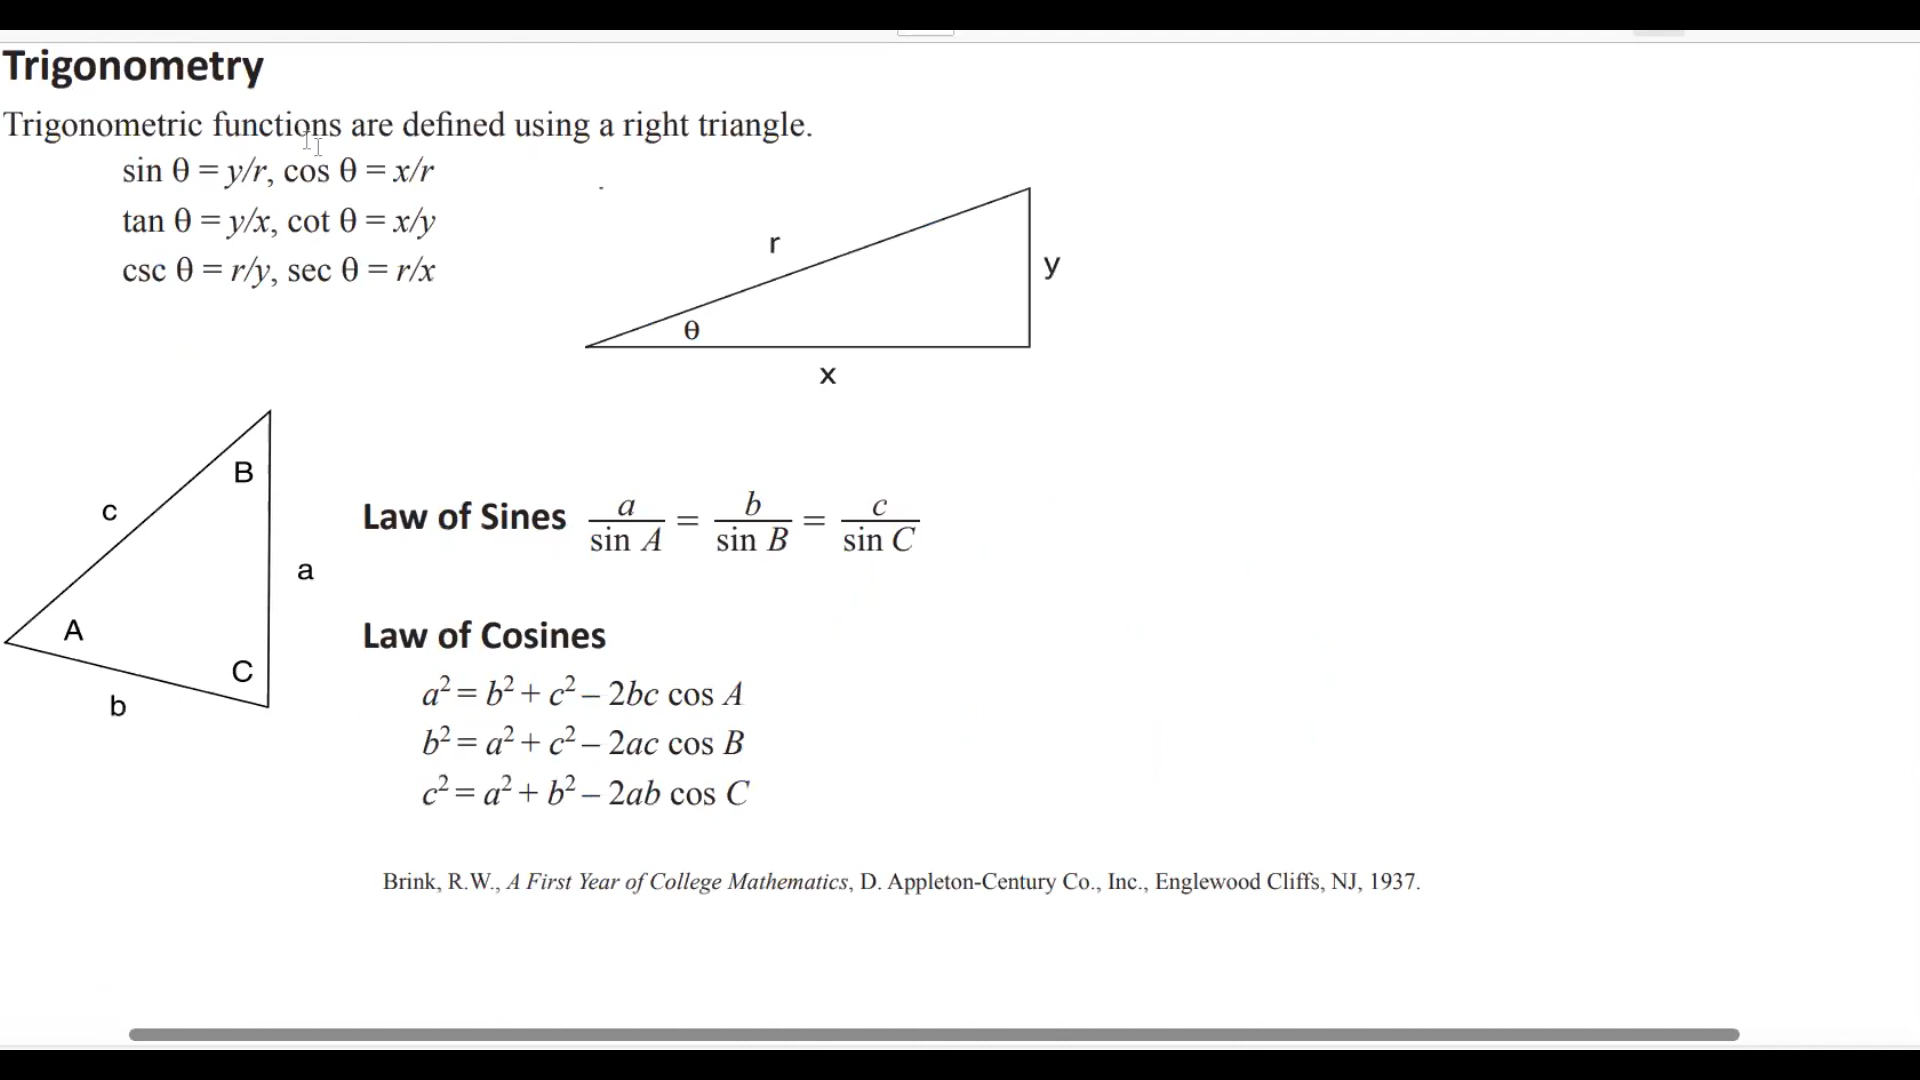 Trigonometry
Trigonometric functions are defined using a right triangle.
sin θ = y/r, cos θ = x/r
tan θ = y/x, cot θ = x/y
csc θ = r/y, sec θ = r/x
r
y
θ
x
B
c
a
A
C
b
Law of Sines a/sin A = b/sin B = c/sin C
Law of Cosines
a² = b² + c² – 2bc cos A
b² = a² + c² – 2ac cos B
c² = a² + b² – 2ab cos C
Brink, R.W., A First Year of College Mathematics, D. Appleton-Century Co., Inc., Englewood Cliffs, NJ, 1937.